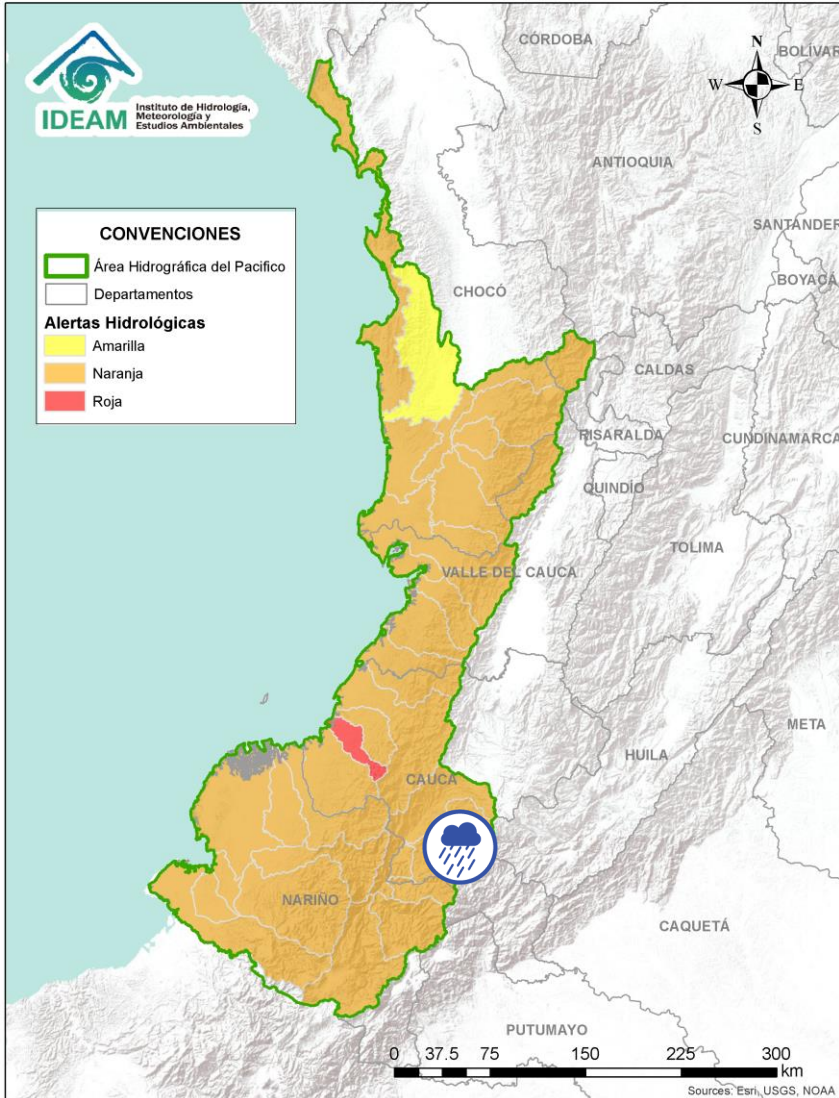 IDEAM
Instituto de Hidrología,
Meteorología y
Estudios Ambientales
N
W
E
S
CÓRDOBA
BOLÍVAR
ANTIOQUIA
SANTANDER
BOYACÁ
CONVENCIONES
Área Hidrográfica del Pacifico
Departamentos
Alertas Hidrológicas
Amarilla
Naranja
Roja
CHOCÓ
CALDAS
RISARALDA
CUNDINAMARCA
QUINDÍO
TOLIMA
VALLE DEL CAUCA
META
HUILA
CAUCA
NARIÑO
CAQUETÁ
PUTUMAYO
0 37.5 75 150 225 300
km
Sources: Esri, USGS, NOAA